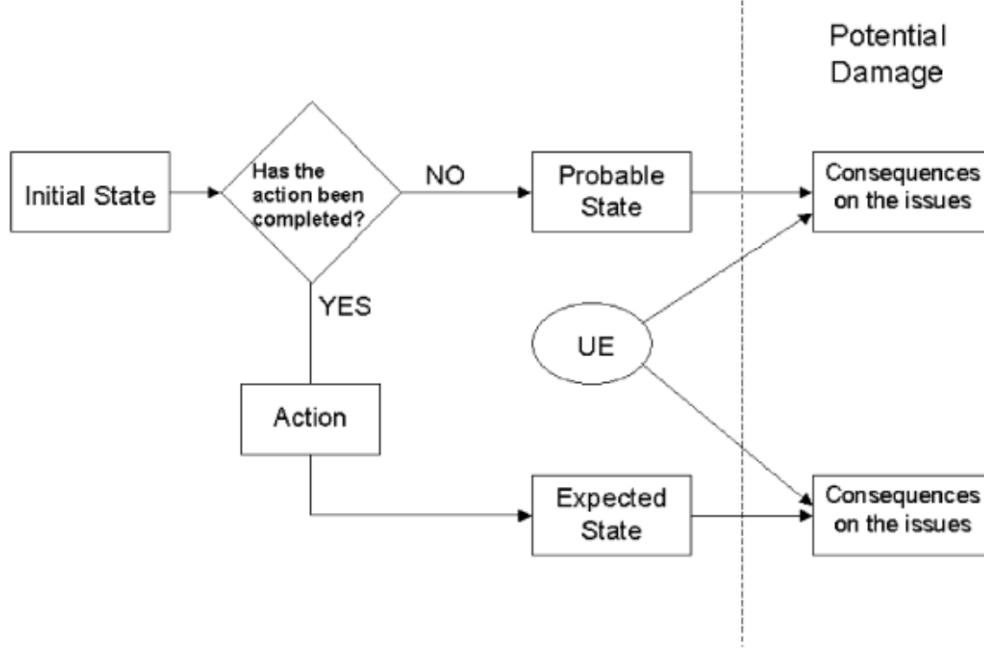 Potential
Damage
Initial State
Has the
action been
completed?
NO
Probable
State
Consequences
on the issues
YES
UE
Action
Expected
State
Consequences
on the issues